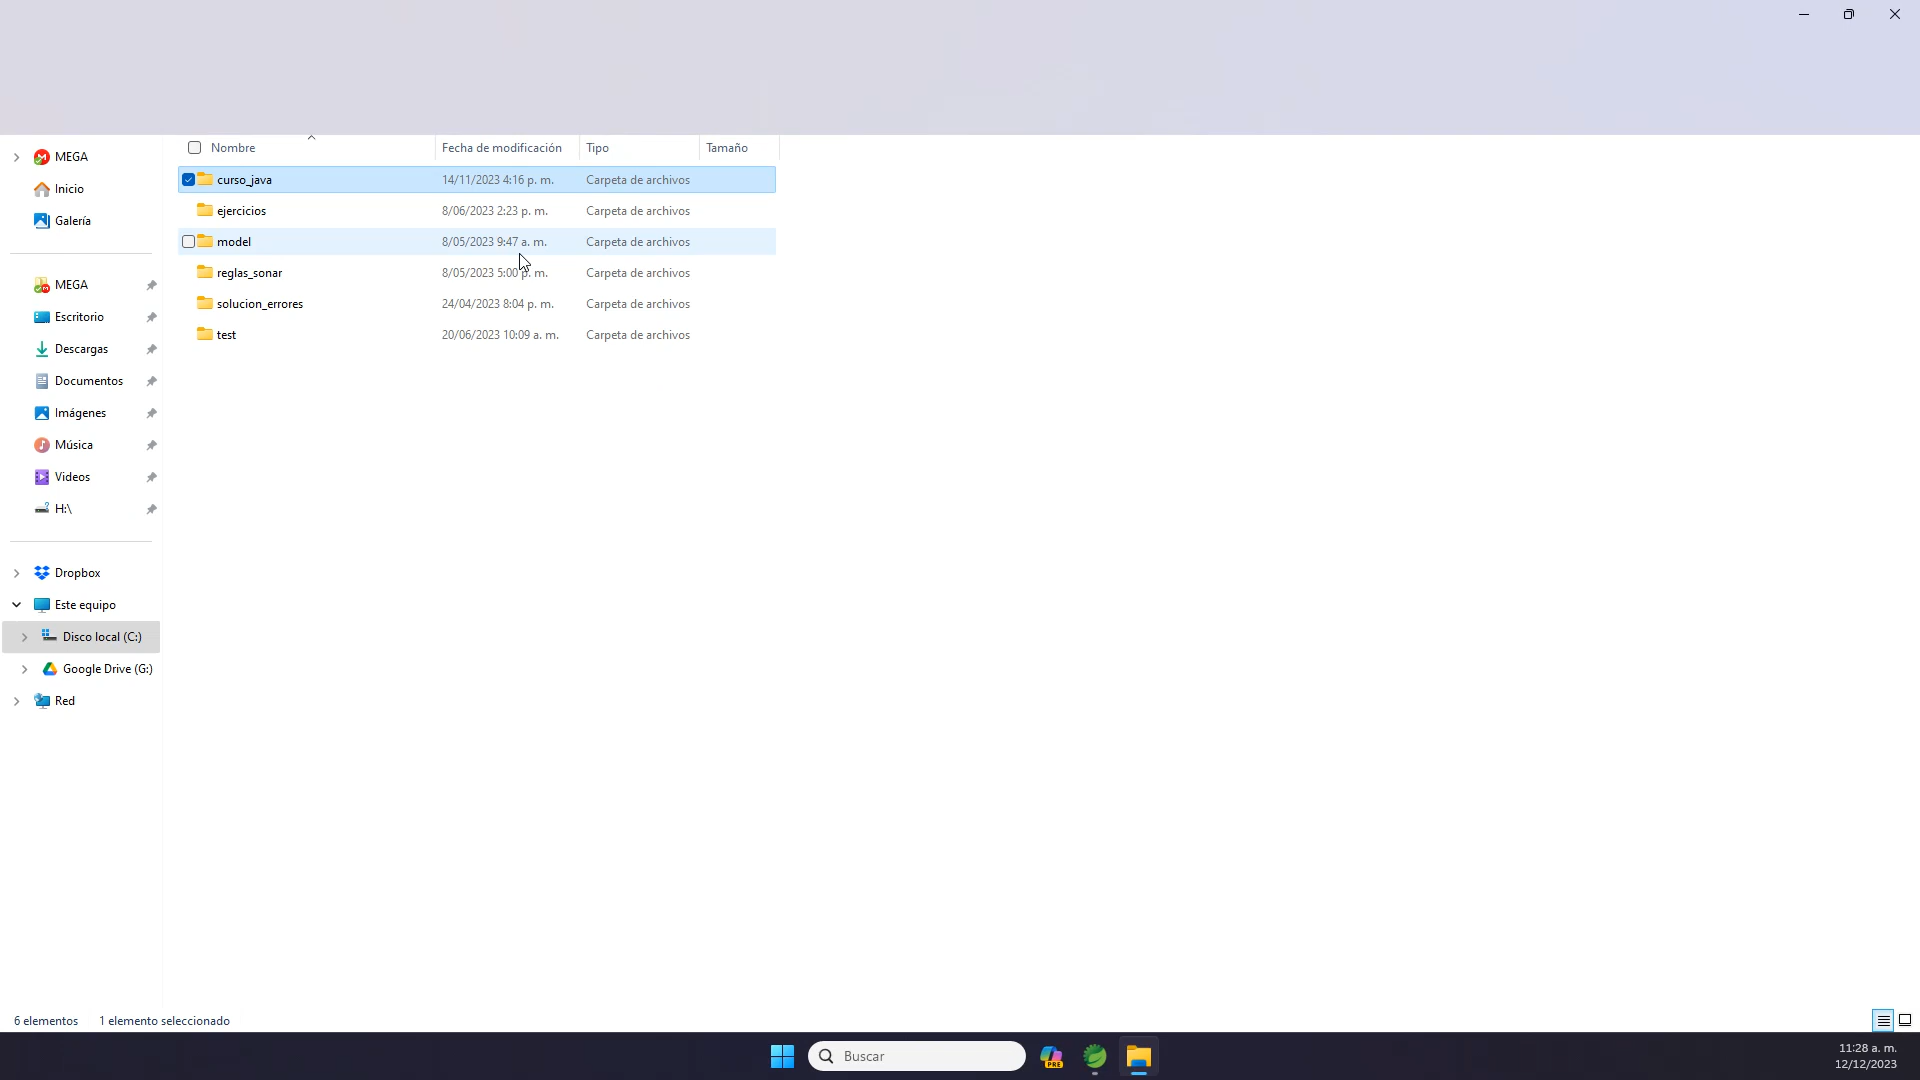 Nombre Fecha de modificación Tipo Tamaño
MEGA
Inicio
Galería
MEGA
Escritorio
Descargas
Documentos
Imágenes
Música
Videos
H:\
Dropbox
Este equipo
Disco local (C:)
Google Drive (G:)
Red
curso_java 14/11/2023 4:16 p. m. Carpeta de archivos
ejercicios 8/06/2023 2:23 p. m. Carpeta de archivos
model 8/05/2023 9:47 a. m. Carpeta de archivos
reglas_sonar 8/05/2023 5:00 p. m. Carpeta de archivos
solucion_errores 24/04/2023 8:04 p. m. Carpeta de archivos
test 20/06/2023 10:09 a. m. Carpeta de archivos
6 elementos 1 elemento seleccionado
Buscar
PRE
11:28 a. m.
12/12/2023